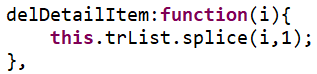 delDetailItem:function(i){
    this.trList.splice(i,1);
},